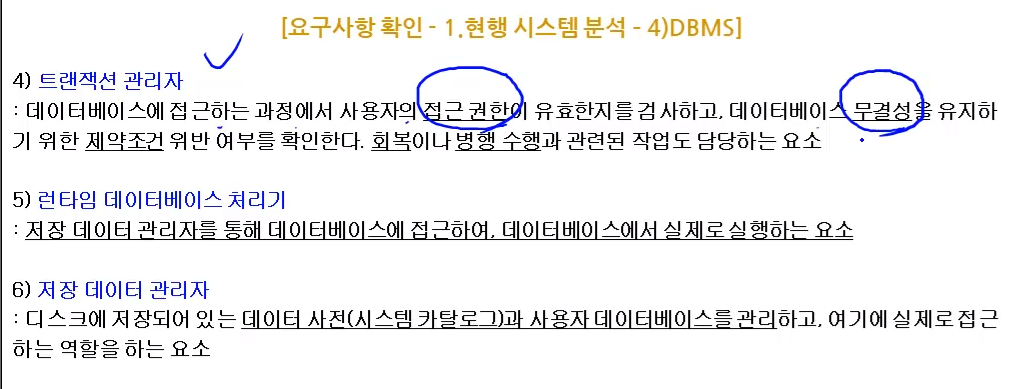 [요구사항 확인 - 1.현행 시스템 분석 - 4)DBMS]
4) 트랜잭션 관리자
: 데이터베이스에 접근하는 과정에서 사용자의 접근 권한이 유효한지를 검사하고, 데이터베이스 무결성을 유지하
기 위한 제약조건 위반 여부를 확인한다. 회복이나 병행 수행과 관련된 작업도 담당하는 요소
5) 런타임 데이터베이스 처리기
: 저장 데이터 관리자를 통해 데이터베이스에 접근하여, 데이터베이스에서 실제로 실행하는 요소
6) 저장 데이터 관리자
: 디스크에 저장되어 있는 데이터 사전(시스템 카탈로그)과 사용자 데이터베이스를 관리하고, 여기에 실제로 접근
하는 역할을 하는 요소